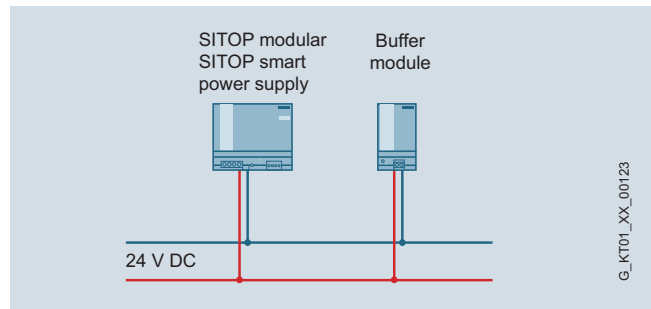 SITOP modular
SITOP smart
power supply
Buffer
module
24 V DC
G_KT01_XX_00123